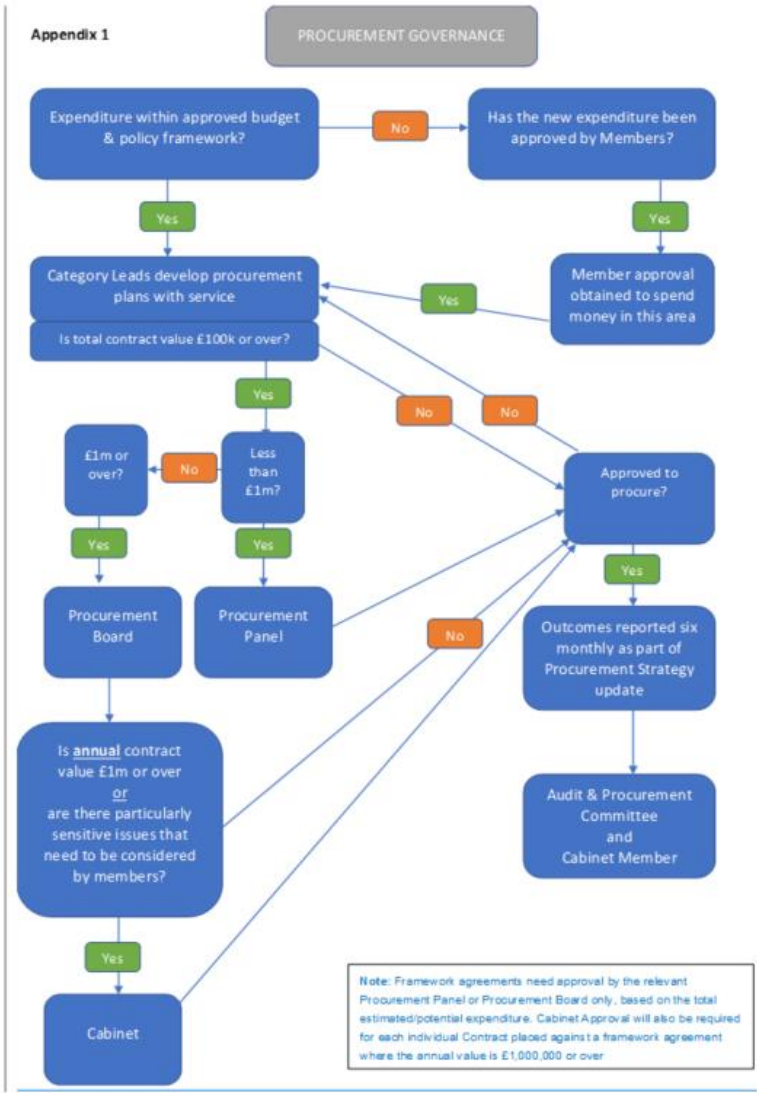 Appendix 1
PROCUREMENT GOVERNANCE
Expenditure within approved budget
& policy framework?
No
Has the new expenditure been
approved by Members?
Yes
Yes
Category Leads develop procurement
plans with service
Yes
Member approval
obtained to spend
money in this area
Is total contract value £100k or over?
Yes
No
No
£1m or
over?
No
Less
than
£1m?
Approved to
procure?
Yes
Yes
Yes
Procurement
Board
Procurement
Panel
No
Outcomes reported six
monthly as part of
Procurement Strategy
update
Is annual contract
value £1m or over
or
are there particularly
sensitive issues that
need to be considered
by members?
Audit & Procurement
Committee
and
Cabinet Member
Yes
Cabinet
Note: Framework agreements need approval by the relevant
Procurement Panel or Procurement Board only, based on the total
estimated/potential expenditure. Cabinet Approval will also be required
for each individual Contract placed against a framework agreement
where the annual value is £1,000,000 or over